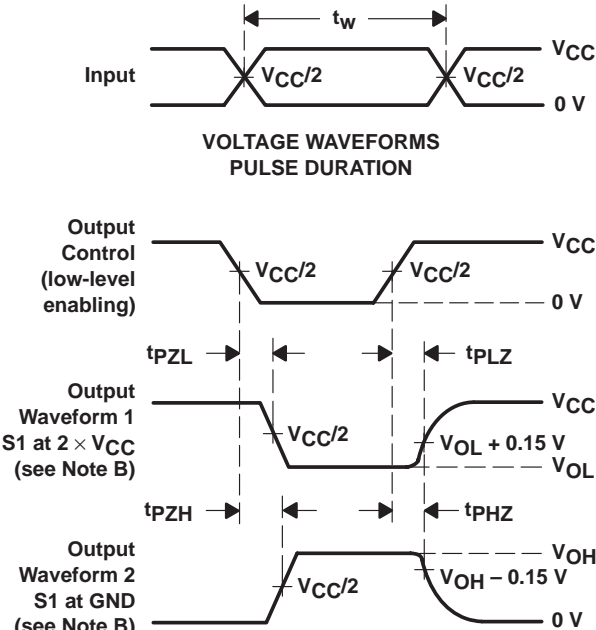 tW
VCC
Input
VCC/2
VCC/2
0 V
VOLTAGE WAVEFORMS
PULSE DURATION
Output
Control
(low-level
enabling)
VCC
VCC/2
VCC/2
0 V
tPZL
tPLZ
Output
Waveform 1
S1 at 2 × VCC
(see Note B)
VCC
VCC/2
VOL + 0.15 V
VOL
tPZH
tPHZ
Output
Waveform 2
S1 at GND
(see Note B)
VOH
VOH − 0.15 V
VCC/2
0 V